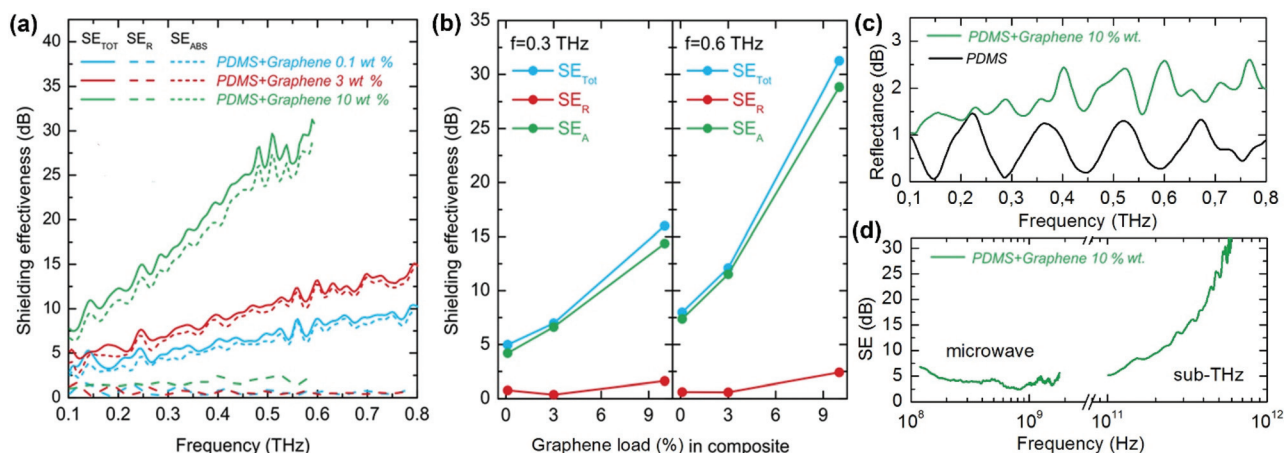 (a)
SE_TOT SE_R SE_ABS
PDMS+Graphene 0.1 wt %
PDMS+Graphene 3 wt %
PDMS+Graphene 10 wt %
Shielding effectiveness (dB)
35
30
25
20
15
10
5
0
0.1 0.2 0.3 0.4 0.5 0.6 0.7 0.8
Frequency (THz)
(b)
f=0.3 THz
SE_Tot
SE_R
SE_A
f=0.6 THz
SE_Tot
SE_R
SE_A
Shielding effectiveness (dB)
35
30
25
20
15
10
5
0
0 3 6 9 0 3 6 9
Graphene load (%) in composite
(c)
PDMS+Graphene 10 % wt.
PDMS
Reflectance (dB)
3
2
1
0
0,1 0,2 0,3 0,4 0,5 0,6 0,7 0,8
Frequency (THz)
(d)
PDMS+Graphene 10 % wt.
SE (dB)
30
25
20
15
10
5
0
microwave
sub-THz
10^8 10^9 10^11 10^12
Frequency (Hz)